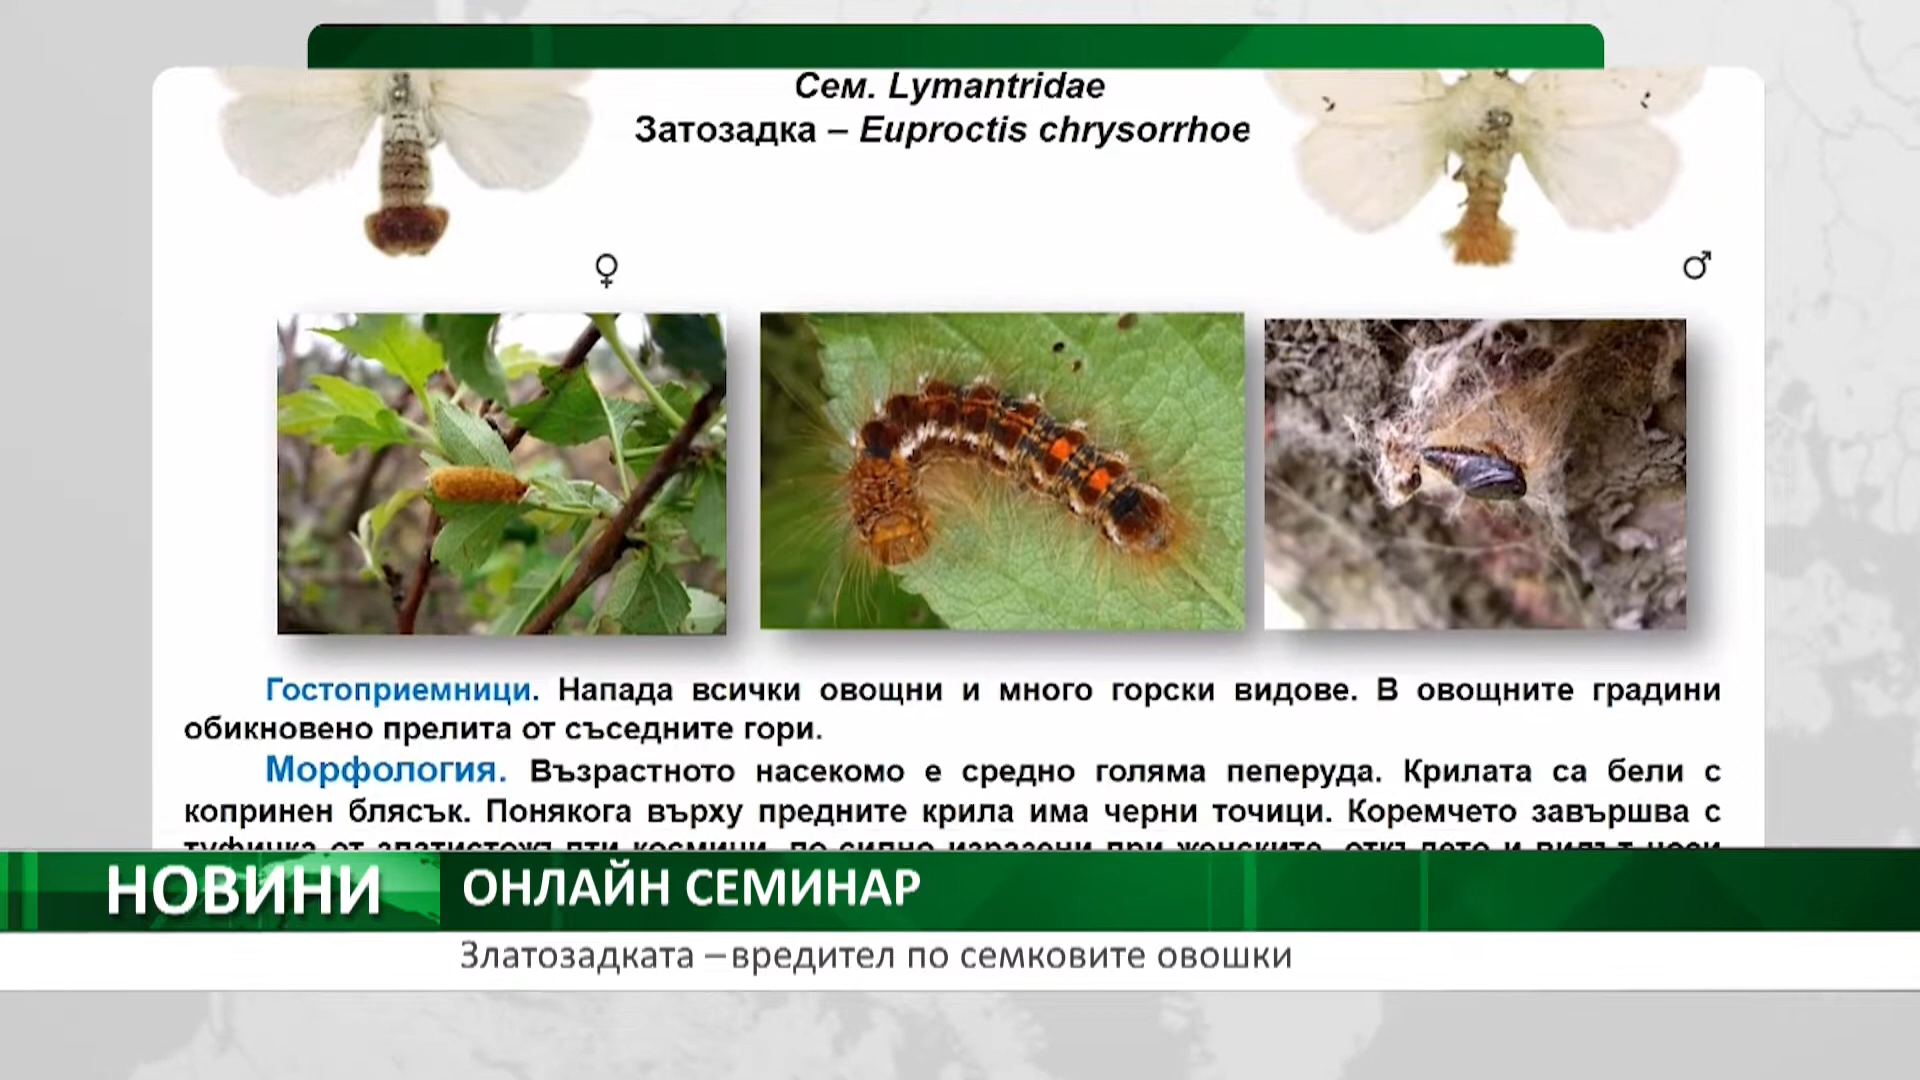 Сем. Lymantridae
Затозадка – Euproctis chrysorrhoe
♀
♂
Гостоприемници. Напада всички овощни и много горски видове. В овощните градини
обикновено прелита от съседните гори.
Морфология. Възрастното насекомо е средно голяма пеперуда. Крилата са бели с
копринен блясък. Понякога върху предните крила има черни точици. Коремчето завършва с
НОВИНИ
ОНЛАЙН СЕМИНАР
Златозадката – вредител по семковите овошки